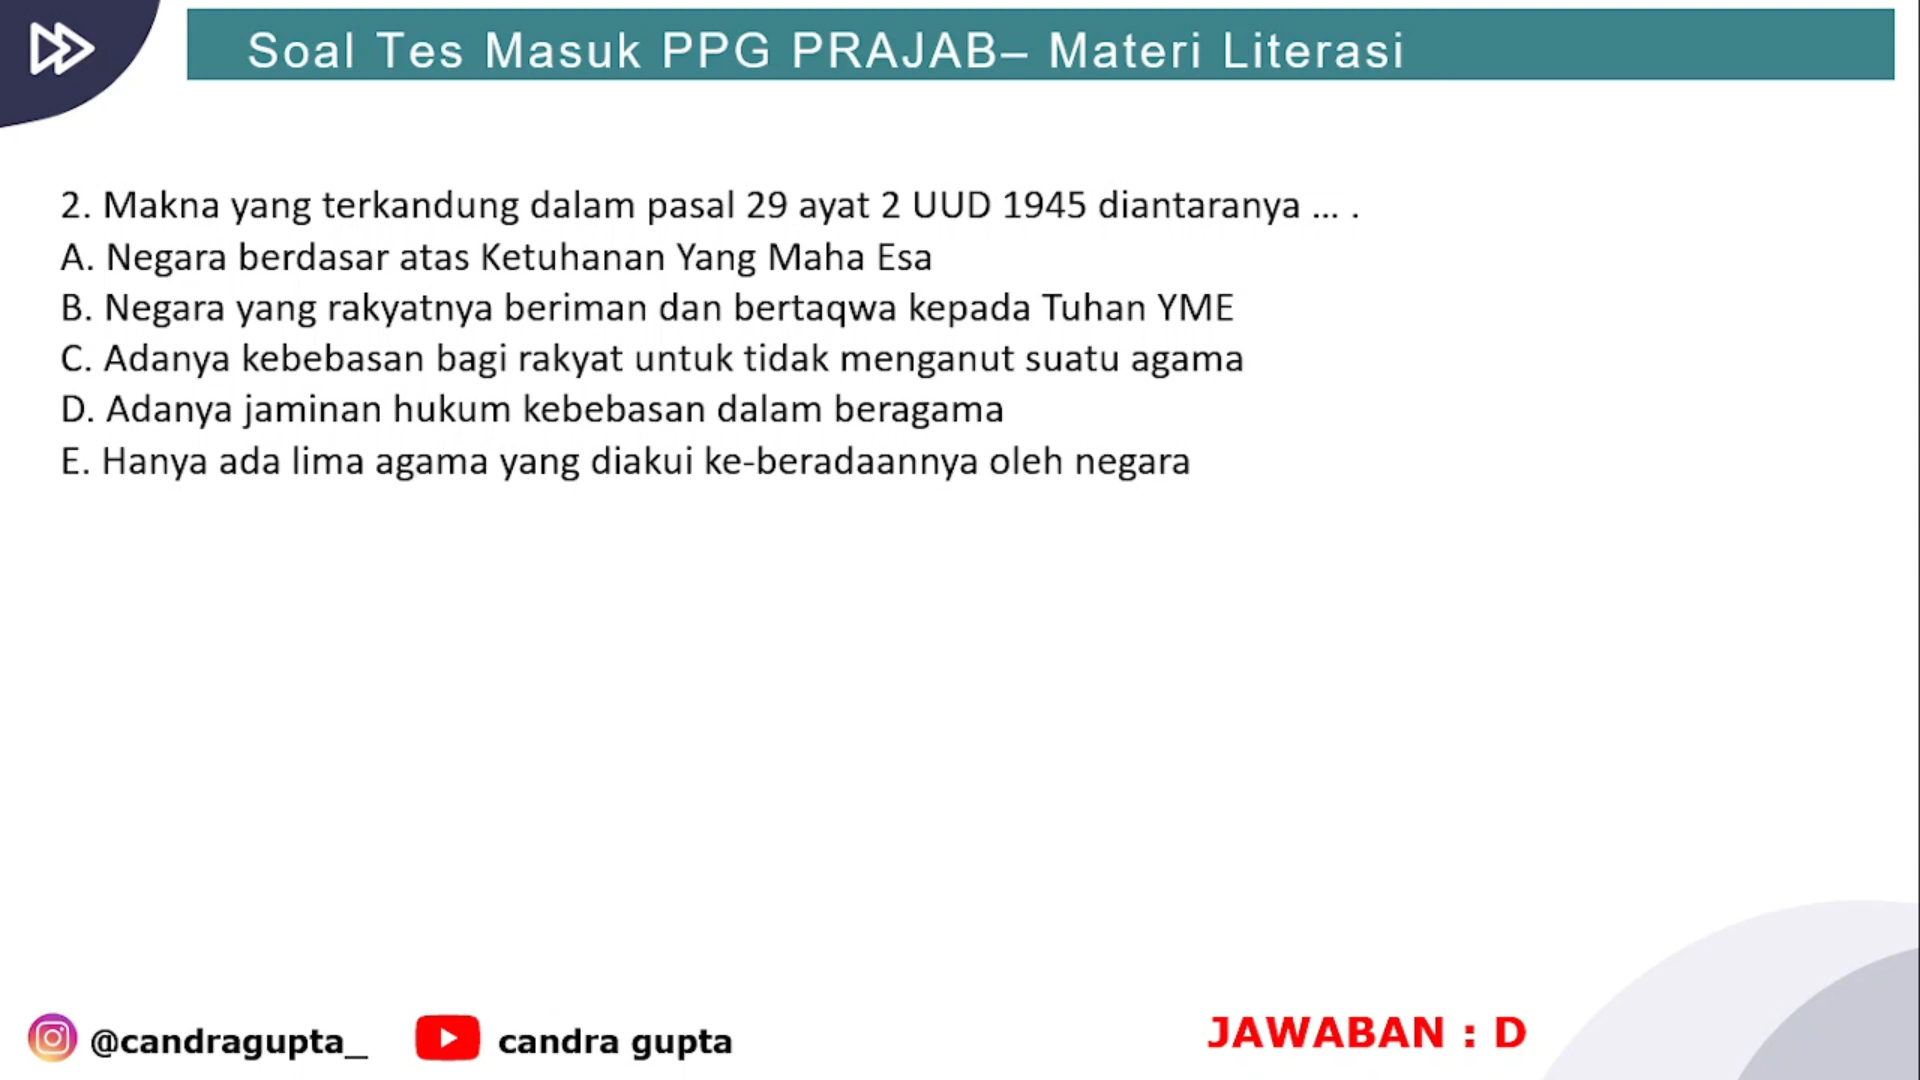 Soal Tes Masuk PPG PRAJAB– Materi Literasi
2. Makna yang terkandung dalam pasal 29 ayat 2 UUD 1945 diantaranya ... .
A. Negara berdasar atas Ketuhanan Yang Maha Esa
B. Negara yang rakyatnya beriman dan bertaqwa kepada Tuhan YME
C. Adanya kebebasan bagi rakyat untuk tidak menganut suatu agama
D. Adanya jaminan hukum kebebasan dalam beragama
E. Hanya ada lima agama yang diakui ke-beradaannya oleh negara
@candragupta_ candra gupta
JAWABAN : D